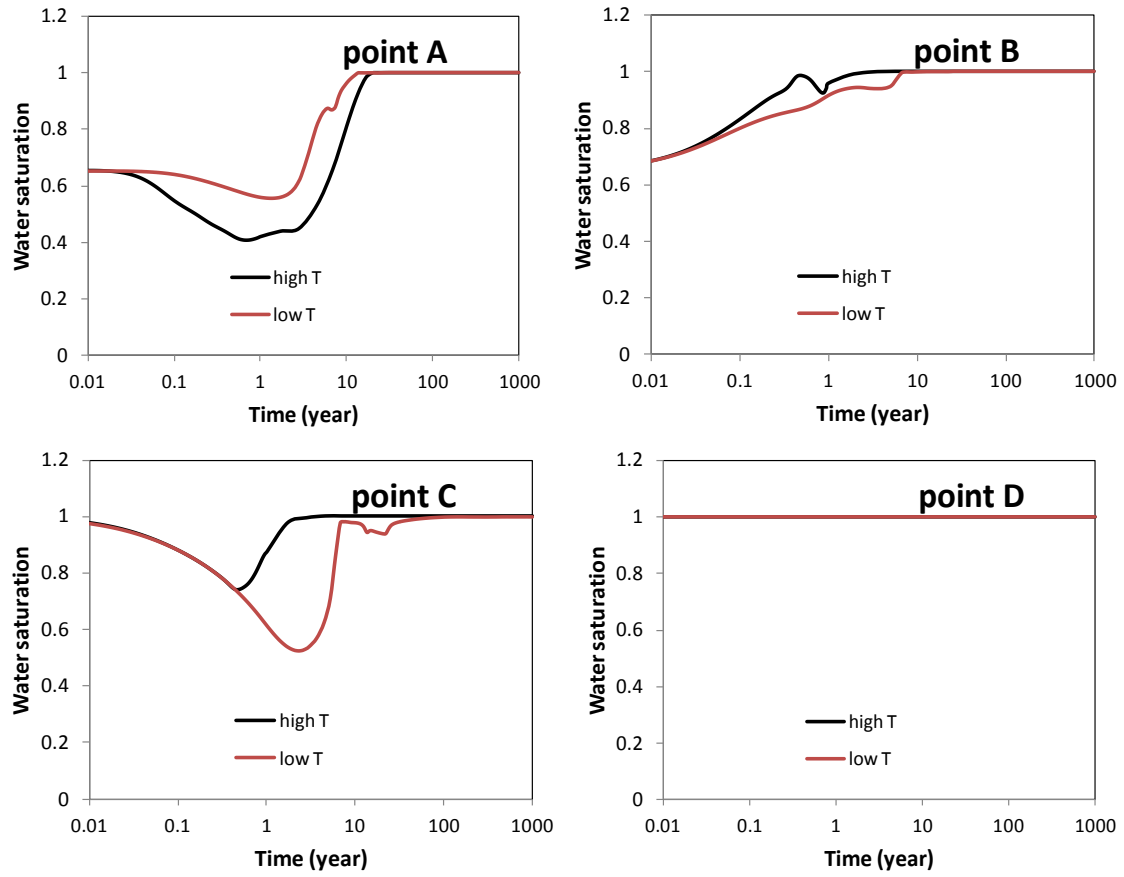 point A
1.2
1
0.8
0.6
0.4
0.2
0
Water saturation
high T
low T
0.01 0.1 1 10 100 1000
Time (year)
point B
1.2
1
0.8
0.6
0.4
0.2
0
Water saturation
high T
low T
0.01 0.1 1 10 100 1000
Time (year)
point C
1.2
1
0.8
0.6
0.4
0.2
0
Water saturation
high T
low T
0.01 0.1 1 10 100 1000
Time (year)
point D
1.2
1
0.8
0.6
0.4
0.2
0
Water saturation
high T
low T
0.01 0.1 1 10 100 1000
Time (year)